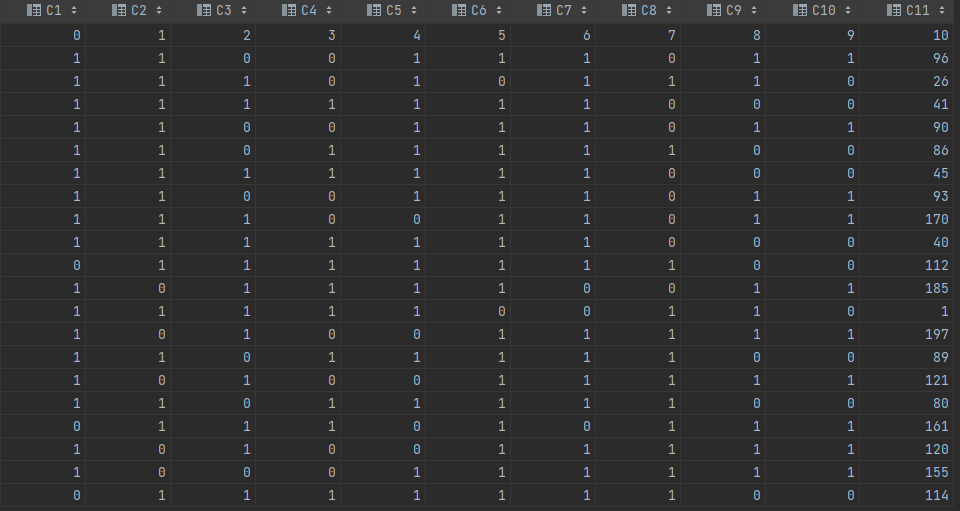 C1 C2 C3 C4 C5 C6 C7 C8 C9 C10 C11
0 1 2 3 4 5 6 7 8 9 10
1 1 0 0 1 1 1 0 1 1 96
1 1 1 0 1 0 1 1 1 0 26
1 1 1 1 1 1 1 0 0 0 41
1 1 0 0 1 1 1 0 1 1 90
1 1 0 1 1 1 1 1 0 0 86
1 1 1 1 1 1 1 0 0 0 45
1 1 0 0 1 1 1 0 1 1 93
1 1 1 0 0 1 1 0 1 1 170
1 1 1 1 1 1 1 0 0 0 40
0 1 1 1 1 1 1 1 0 0 112
1 0 1 1 1 1 0 0 1 1 185
1 1 1 1 1 0 0 1 1 0 1
1 0 1 0 0 1 1 1 1 1 197
1 1 0 1 1 1 1 1 0 0 89
1 0 1 0 0 1 1 1 1 1 121
1 1 0 1 1 1 1 1 0 0 80
0 1 1 1 0 1 0 1 1 1 161
1 0 1 0 0 1 1 1 1 1 120
1 0 0 0 1 1 1 1 1 1 155
0 1 1 1 1 1 1 1 0 0 114